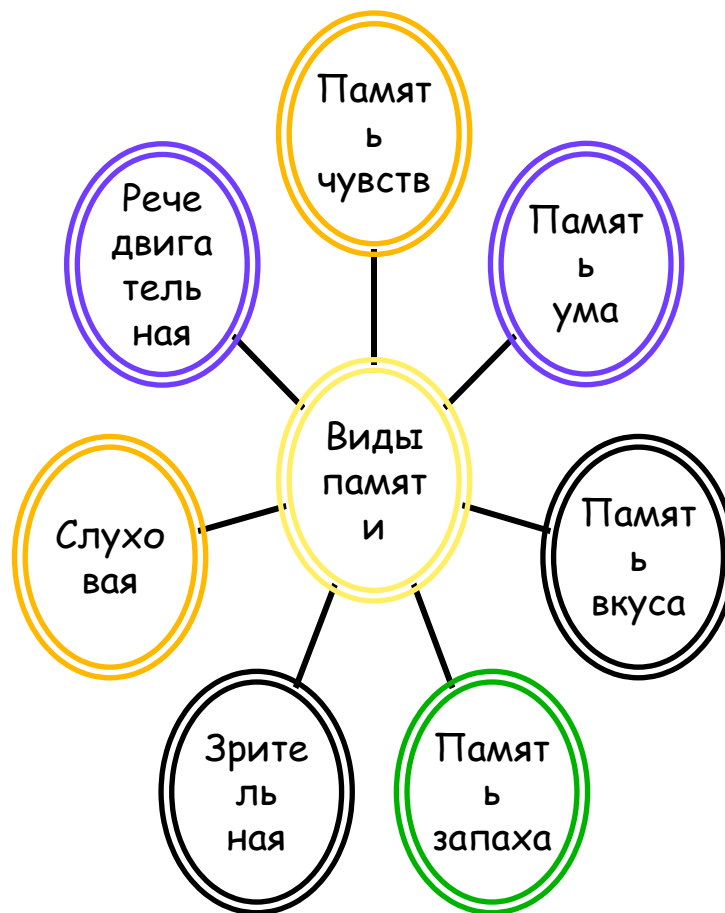 Памят
ь
чувств
Рече
двига
тель
ная
Памят
ь
ума
Виды
памят
и
Слухо
вая
Памят
ь
вкуса
Зрите
ль
ная
Памят
ь
запаха